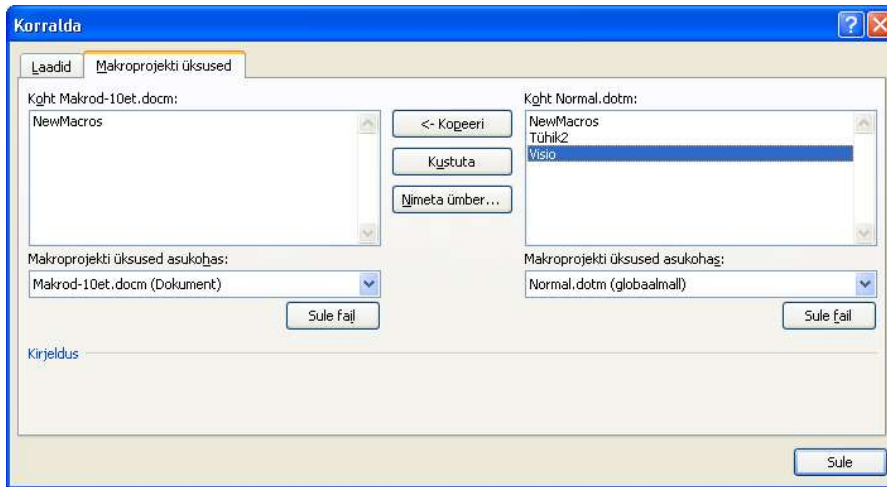 Korralda
Laadid
Makroprojekti üksused
Koht Makrod-10et.docm:
NewMacros
<- Kopeeri
Kustuta
Nimeta ümber...
Koht Normal.dotm:
NewMacros
Tühik2
Visio
Makroprojekti üksused asukohas:
Makrod-10et.docm (Dokument)
Sule fail
Makroprojekti üksused asukohas:
Normal.dotm (globaalmall)
Sule fail
Kirjeldus
Sule